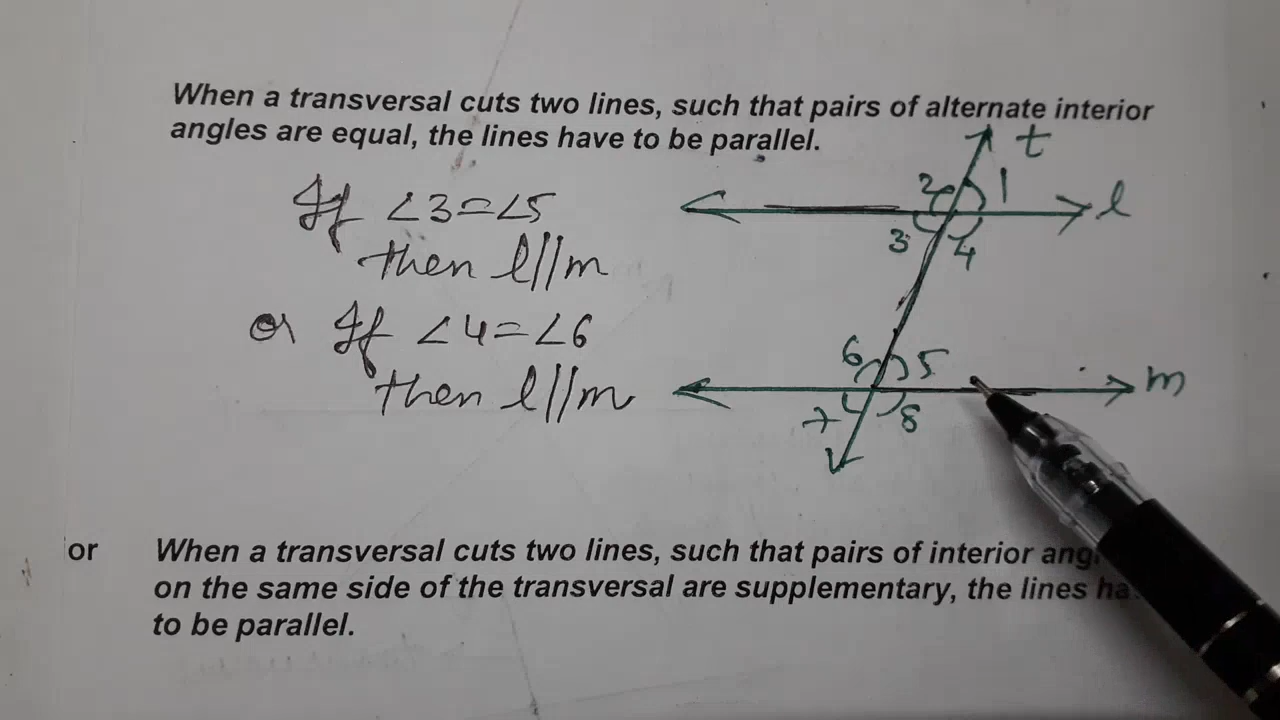 When a transversal cuts two lines, such that pairs of alternate interior
angles are equal, the lines have to be parallel.
t
2 1
l
3 4
If ∠3=∠5
then l//m
or If ∠4=∠6
then l//m
6 5
m
7 8
or When a transversal cuts two lines, such that pairs of interior
on the same side of the transversal are supplementary, the lines
to be parallel.